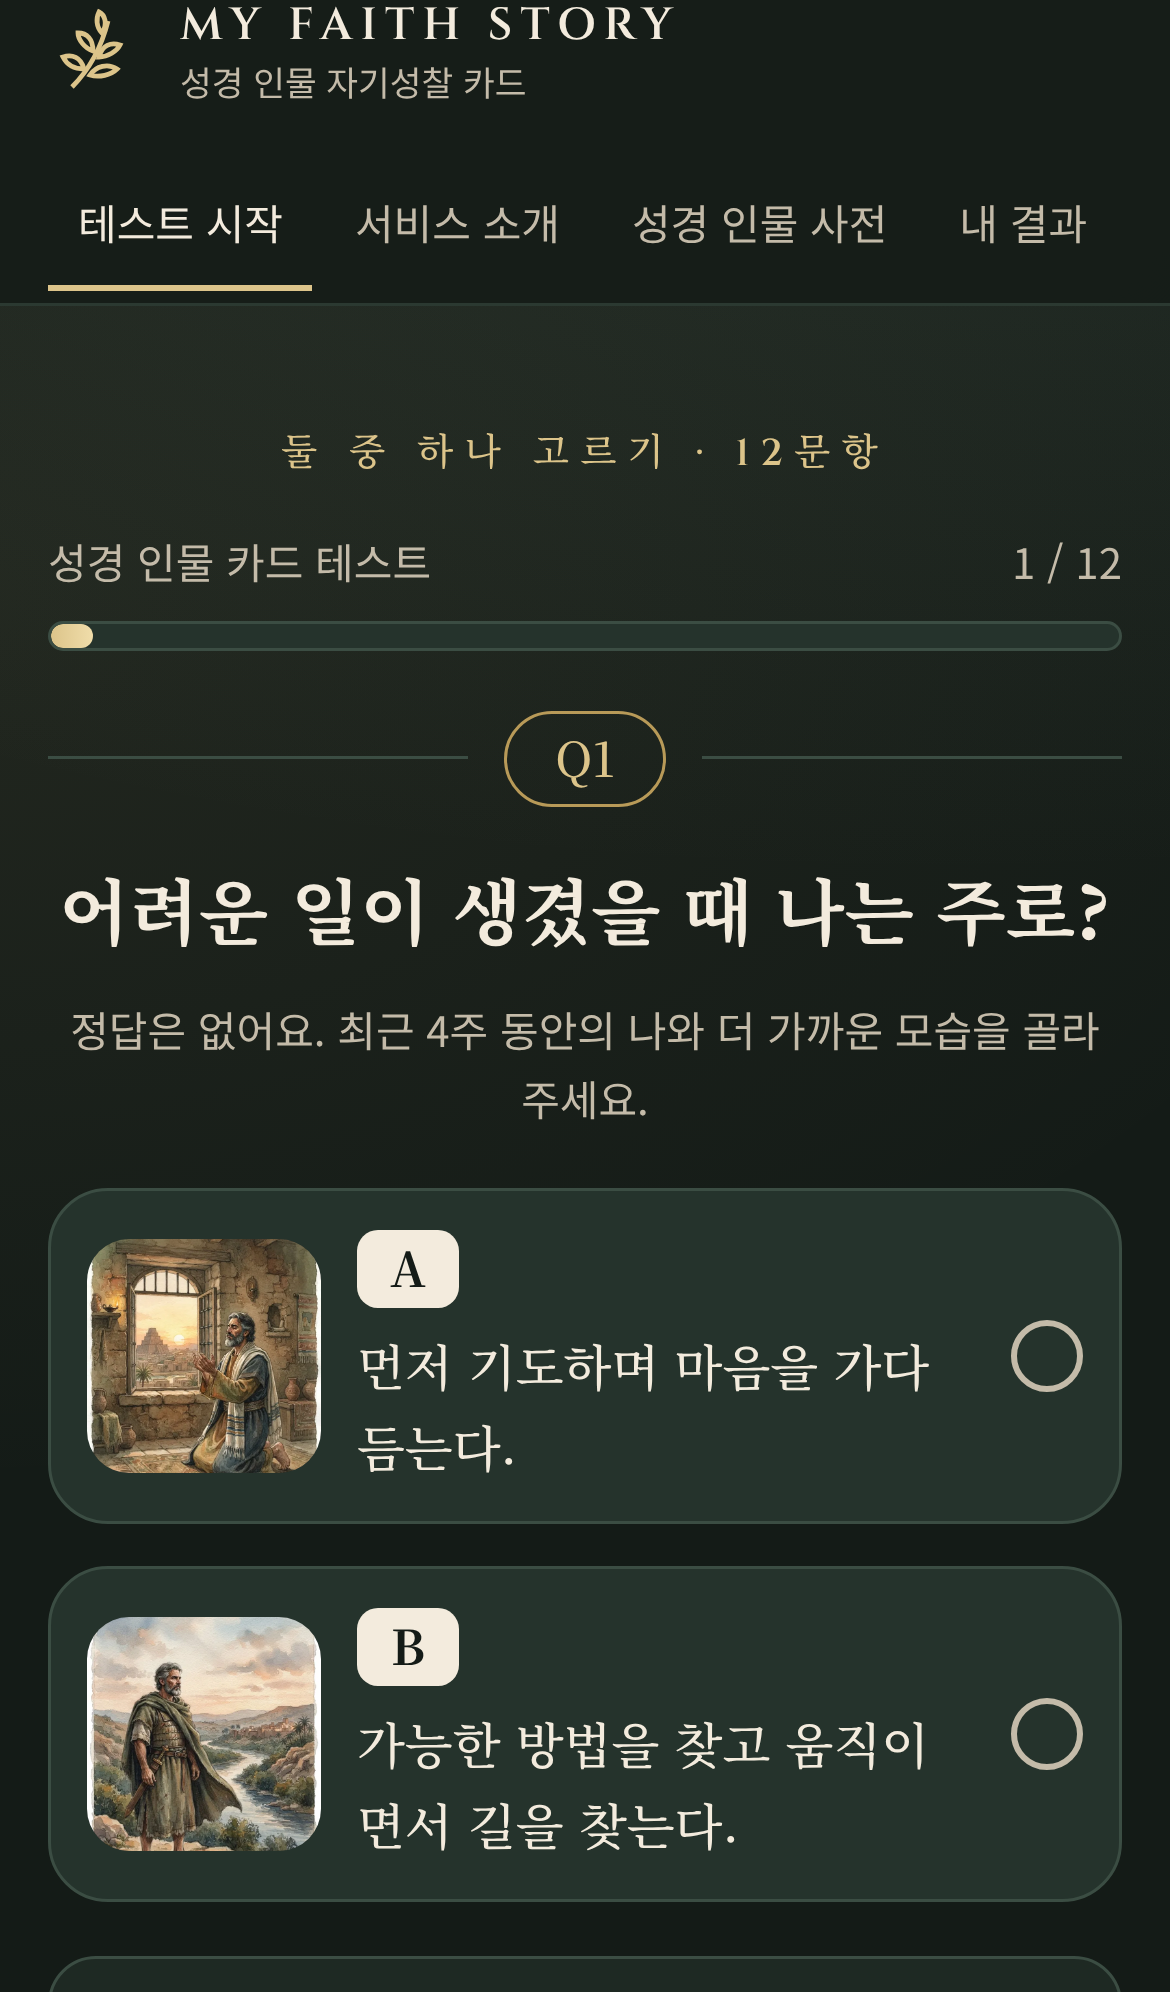 MY FAITH STORY
성경 인물 자기성찰 카드
테스트 시작 서비스 소개 성경 인물 사전 내 결과
둘 중 하나 고르기 · 12문항
성경 인물 카드 테스트 1 / 12
Q1
어려운 일이 생겼을 때 나는 주로?
정답은 없어요. 최근 4주 동안의 나와 더 가까운 모습을 골라
주세요.
A
먼저 기도하며 마음을 가다
듬는다.
B
가능한 방법을 찾고 움직이
면서 길을 찾는다.